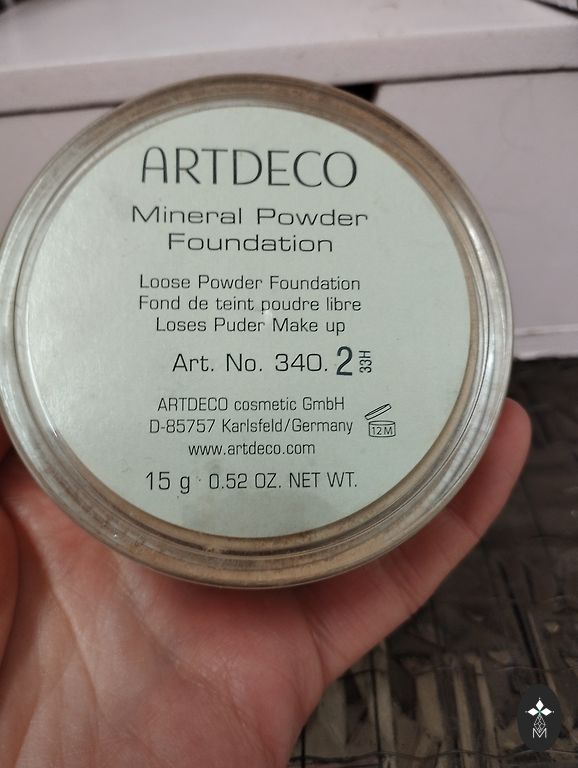 ARTDECO
Mineral Powder
Foundation
Loose Powder Foundation
Fond de teint poudre libre
Loses Puder Make up
Art. No. 340.2 33H
ARTDECO cosmetic GmbH
D-85757 Karlsfeld/Germany
12 M
www.artdeco.com
15 g · 0.52 OZ. NET WT.
M